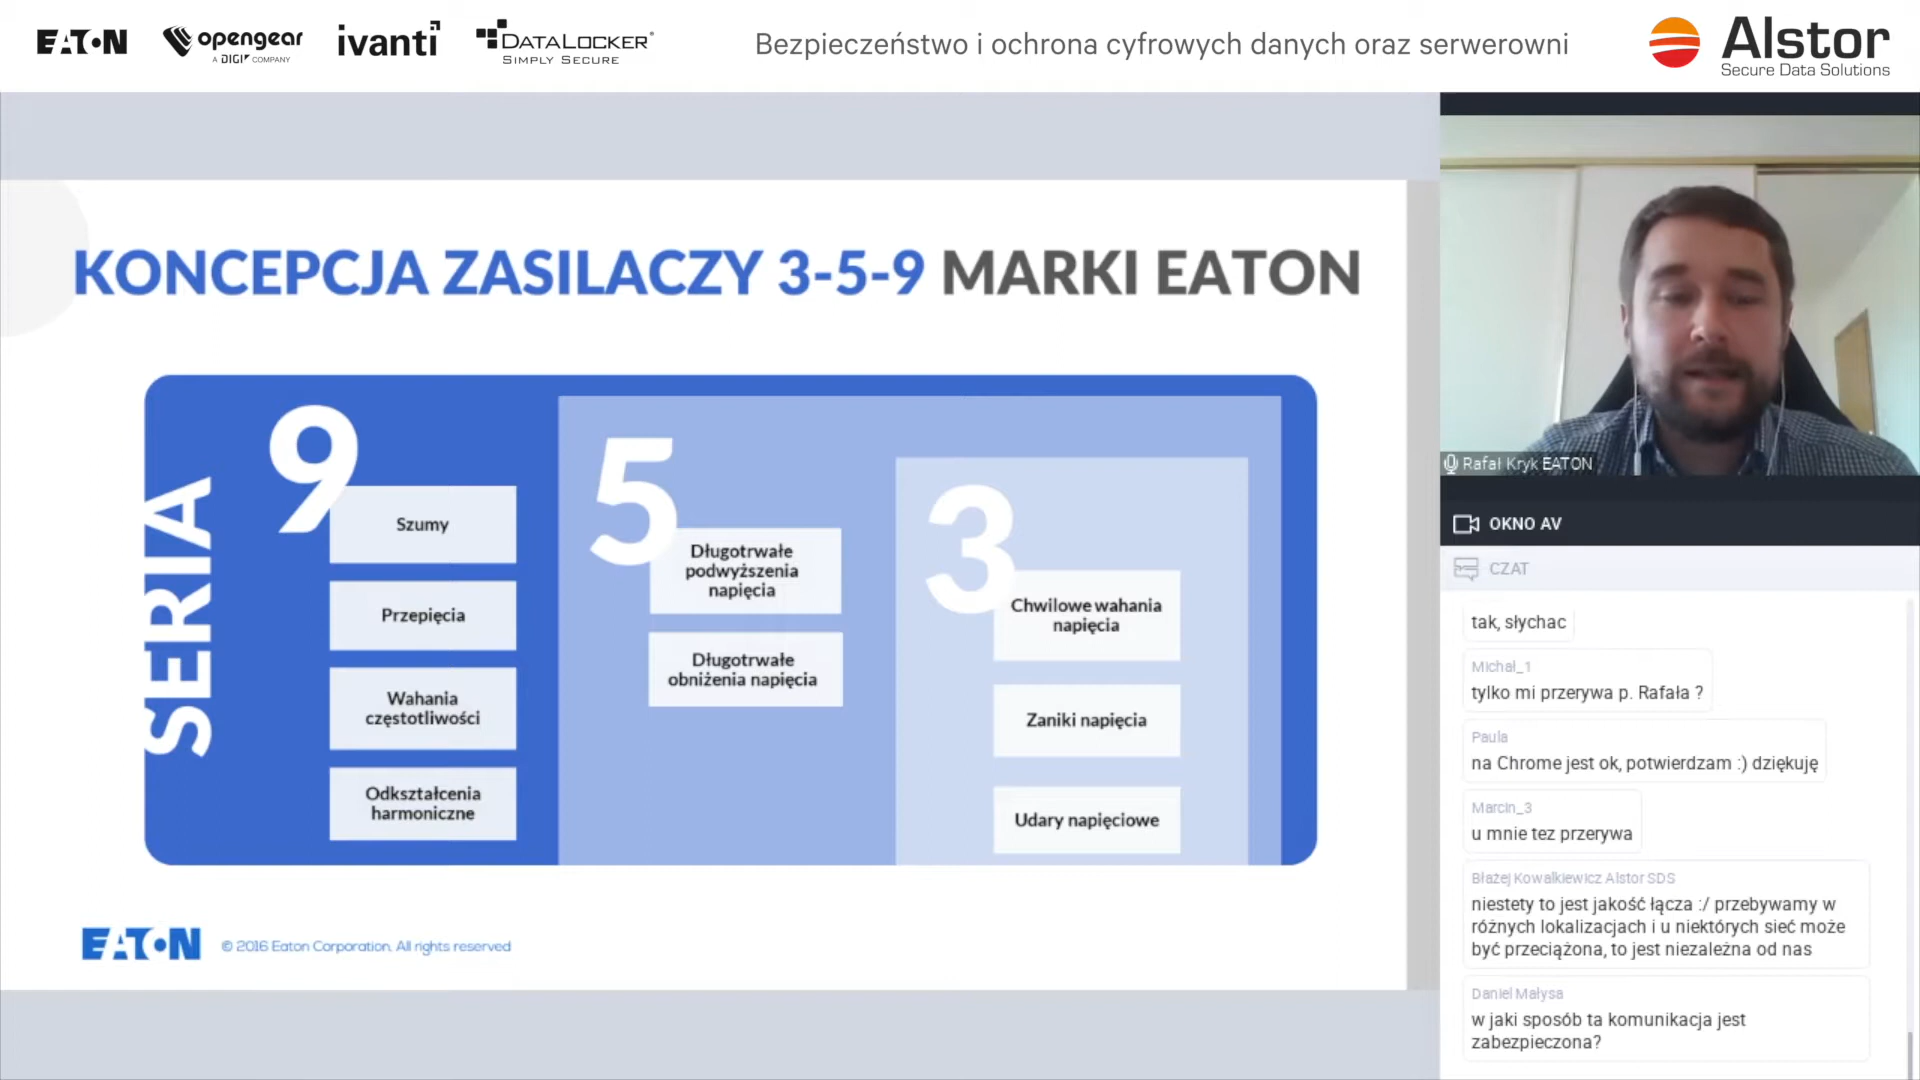 EATON
opengear
A DIGI COMPANY
ivanti
DATALOCKER
SIMPLY SECURE
Bezpieczeństwo i ochrona cyfrowych danych oraz serwerowni
Alstor
Secure Data Solutions
KONCEPCJA ZASILACZY 3-5-9 MARKI EATON
SERIA
9
Szumy
Przepięcia
Wahania
częstotliwości
Odkształcenia
harmoniczne
5
Długotrwałe
podwyższenia
napięcia
Długotrwałe
obniżenia napięcia
3
Chwilowe wahania
napięcia
Zaniki napięcia
Udary napięciowe
EATON
© 2016 Eaton Corporation. All rights reserved
Rafał Kryk EATON
OKNO AV
CZAT
tak, słychac
Michał_1
tylko mi przerywa p. Rafała ?
Paula
na Chrome jest ok, potwierdzam :) dziękuję
Marcin_3
u mnie tez przerywa
Błażej Kowalkiewicz Alstor SDS
niestety to jest jakość łącza :/ przebywamy w
różnych lokalizacjach i u niektórych sieć może
być przeciążona, to jest niezależna od nas
Daniel Małysa
w jaki sposób ta komunikacja jest
zabezpieczona?